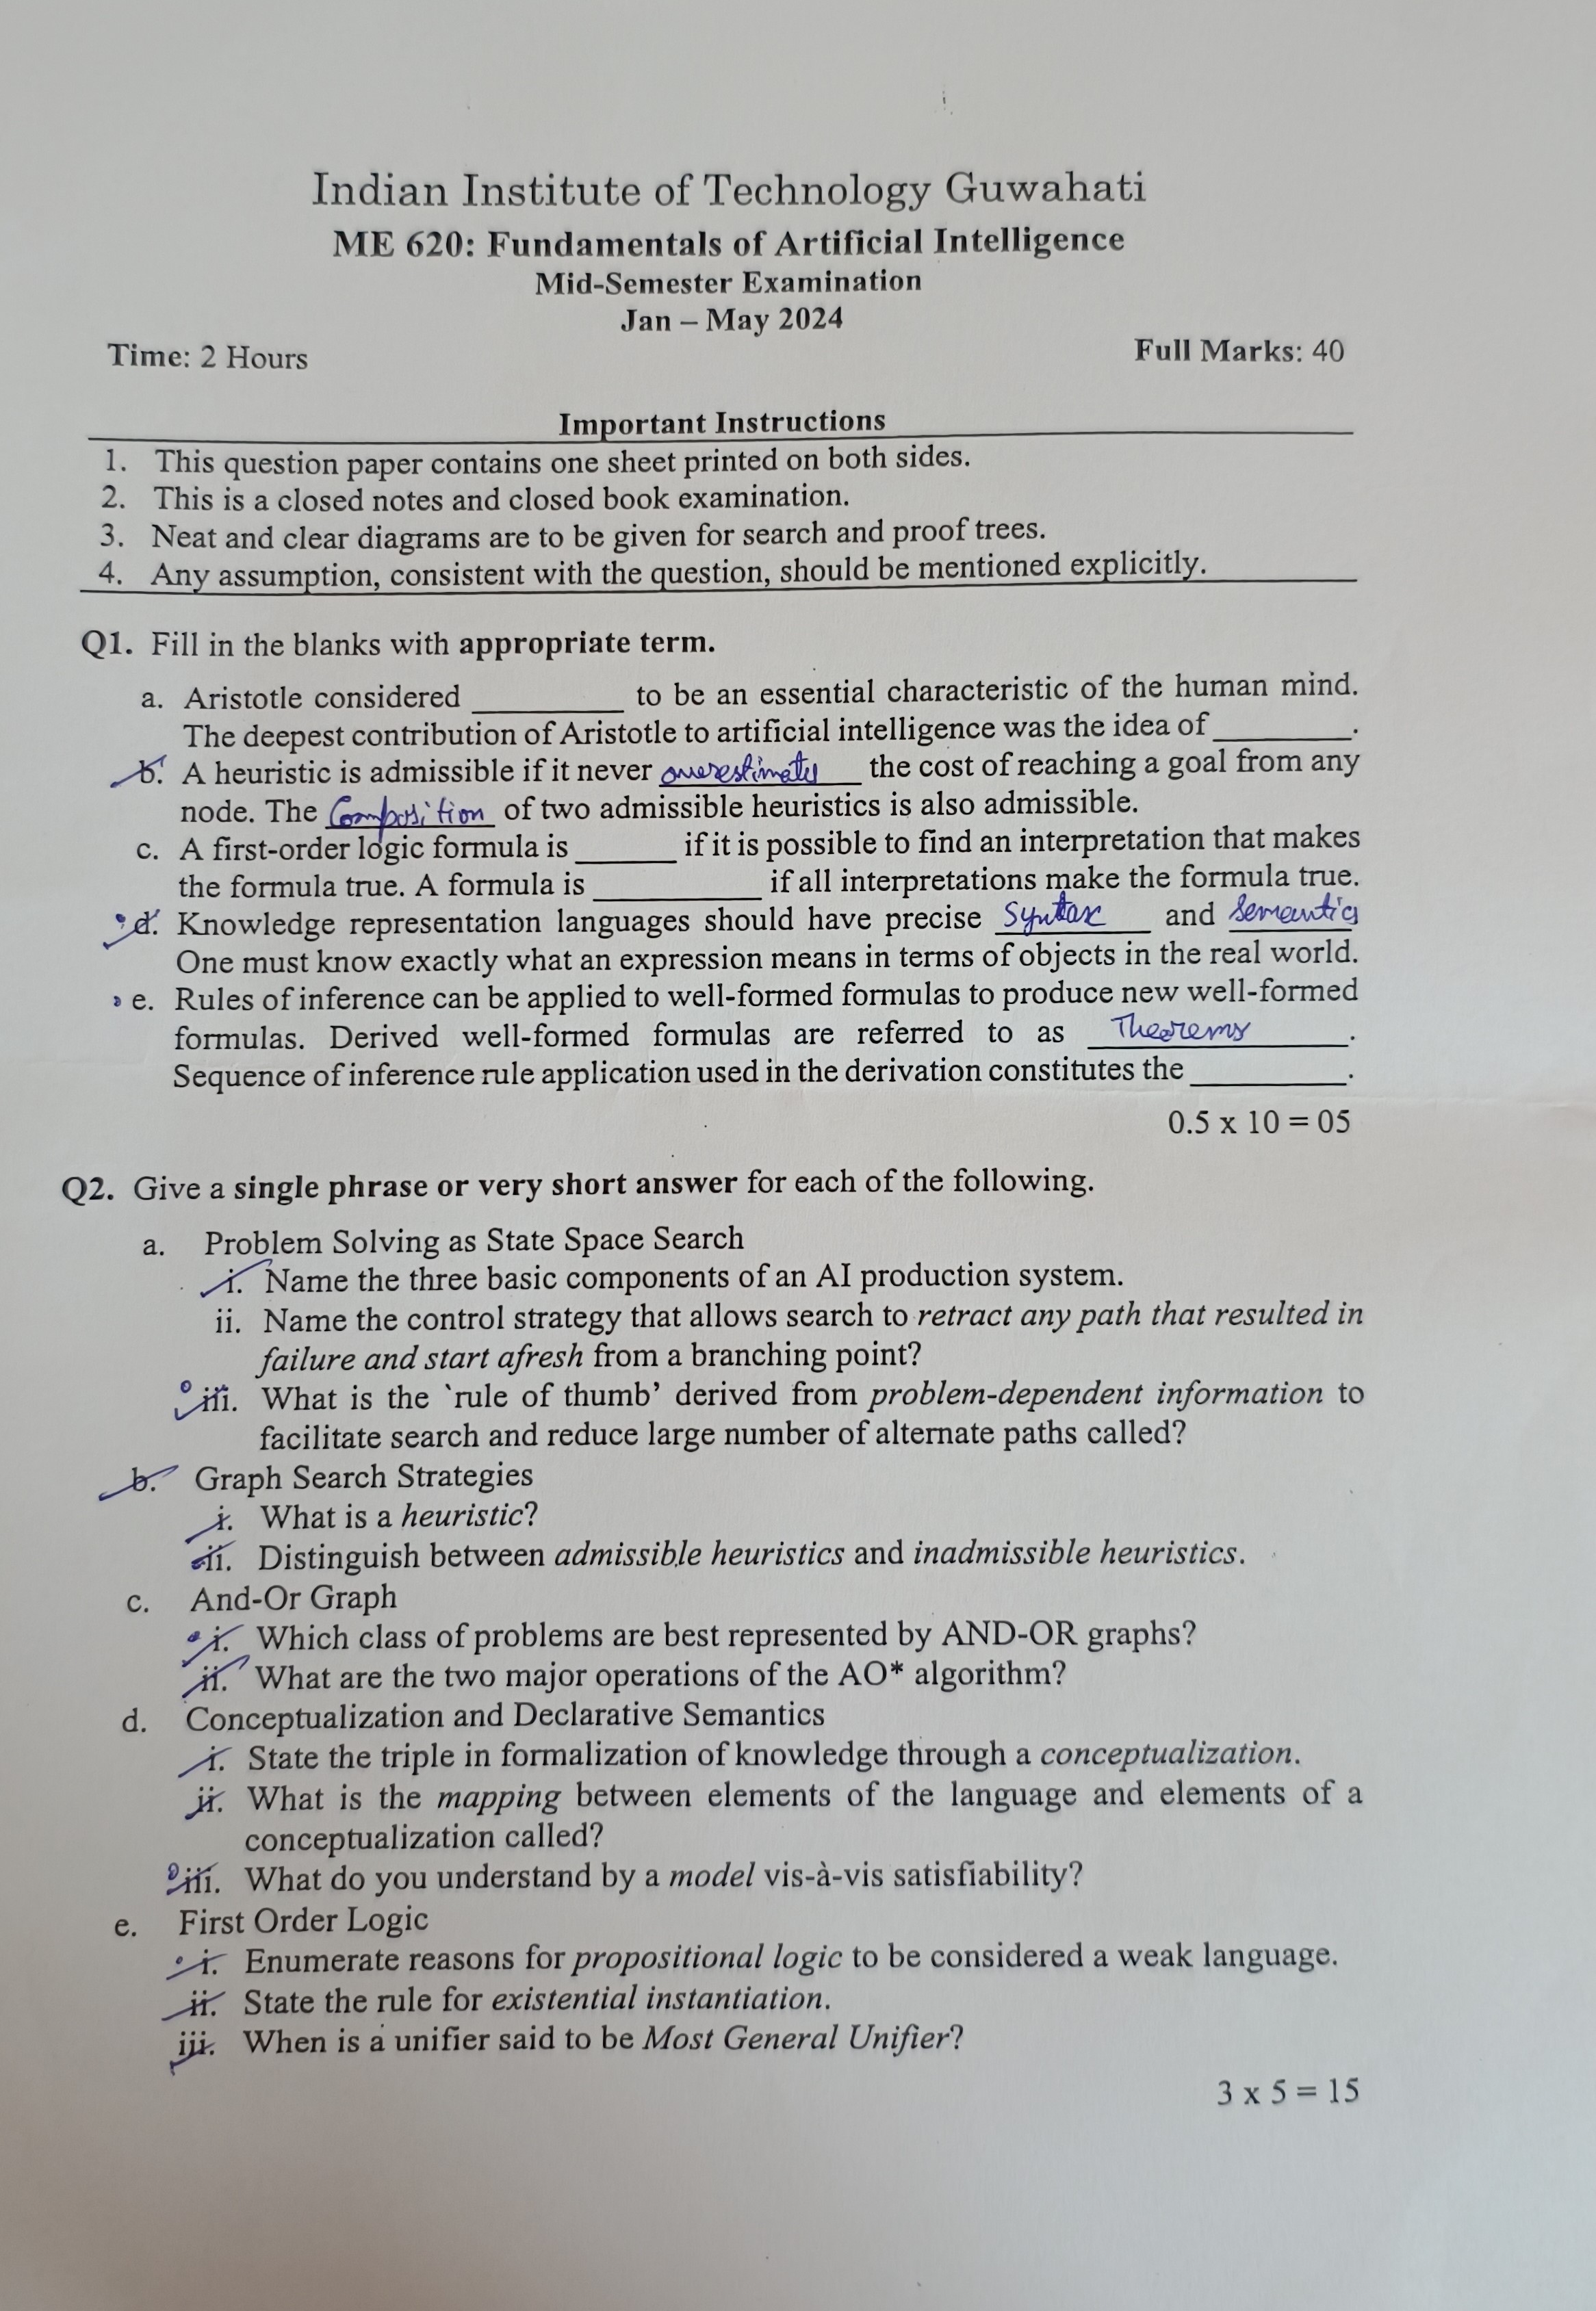 Indian Institute of Technology Guwahati
ME 620: Fundamentals of Artificial Intelligence
Mid-Semester Examination
Jan – May 2024
Time: 2 Hours Full Marks: 40
Important Instructions
1. This question paper contains one sheet printed on both sides.
2. This is a closed notes and closed book examination.
3. Neat and clear diagrams are to be given for search and proof trees.
4. Any assumption, consistent with the question, should be mentioned explicitly.
Q1. Fill in the blanks with appropriate term.
a. Aristotle considered ________ to be an essential characteristic of the human mind.
The deepest contribution of Aristotle to artificial intelligence was the idea of ________.
b. A heuristic is admissible if it never overestimates the cost of reaching a goal from any
node. The Composition of two admissible heuristics is also admissible.
c. A first-order logic formula is ______ if it is possible to find an interpretation that makes
the formula true. A formula is _________ if all interpretations make the formula true.
d. Knowledge representation languages should have precise Syntax and Semantics
One must know exactly what an expression means in terms of objects in the real world.
e. Rules of inference can be applied to well-formed formulas to produce new well-formed
formulas. Derived well-formed formulas are referred to as Theorems.
Sequence of inference rule application used in the derivation constitutes the ________.
0.5 x 10 = 05
Q2. Give a single phrase or very short answer for each of the following.
a. Problem Solving as State Space Search
i. Name the three basic components of an AI production system.
ii. Name the control strategy that allows search to retract any path that resulted in
failure and start afresh from a branching point?
iii. What is the `rule of thumb’ derived from problem-dependent information to
facilitate search and reduce large number of alternate paths called?
b. Graph Search Strategies
i. What is a heuristic?
ii. Distinguish between admissible heuristics and inadmissible heuristics.
c. And-Or Graph
i. Which class of problems are best represented by AND-OR graphs?
ii. What are the two major operations of the AO* algorithm?
d. Conceptualization and Declarative Semantics
i. State the triple in formalization of knowledge through a conceptualization.
ii. What is the mapping between elements of the language and elements of a
conceptualization called?
iii. What do you understand by a model vis-à-vis satisfiability?
e. First Order Logic
i. Enumerate reasons for propositional logic to be considered a weak language.
ii. State the rule for existential instantiation.
iii. When is a unifier said to be Most General Unifier?
3 x 5 = 15